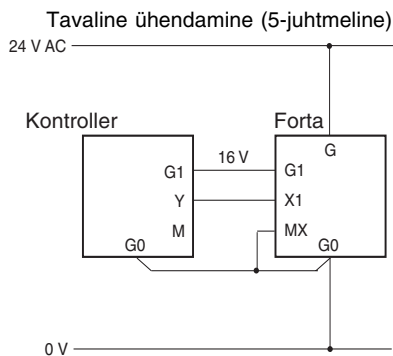 Tavaline ühendamine (5-juhtmeline)
24 V AC
Kontroller
Forta
G
G1
16 V
G1
Y
X1
M
MX
G0
G0
0 V